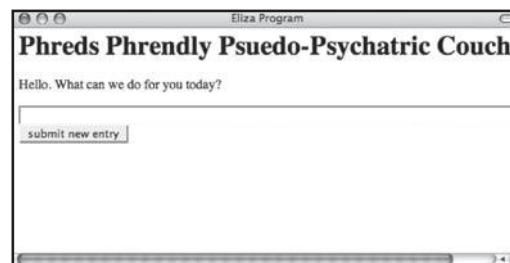 Eliza Program
Phreds Phrendly Psuedo-Psychatric Couch
Hello. What can we do for you today?
submit new entry